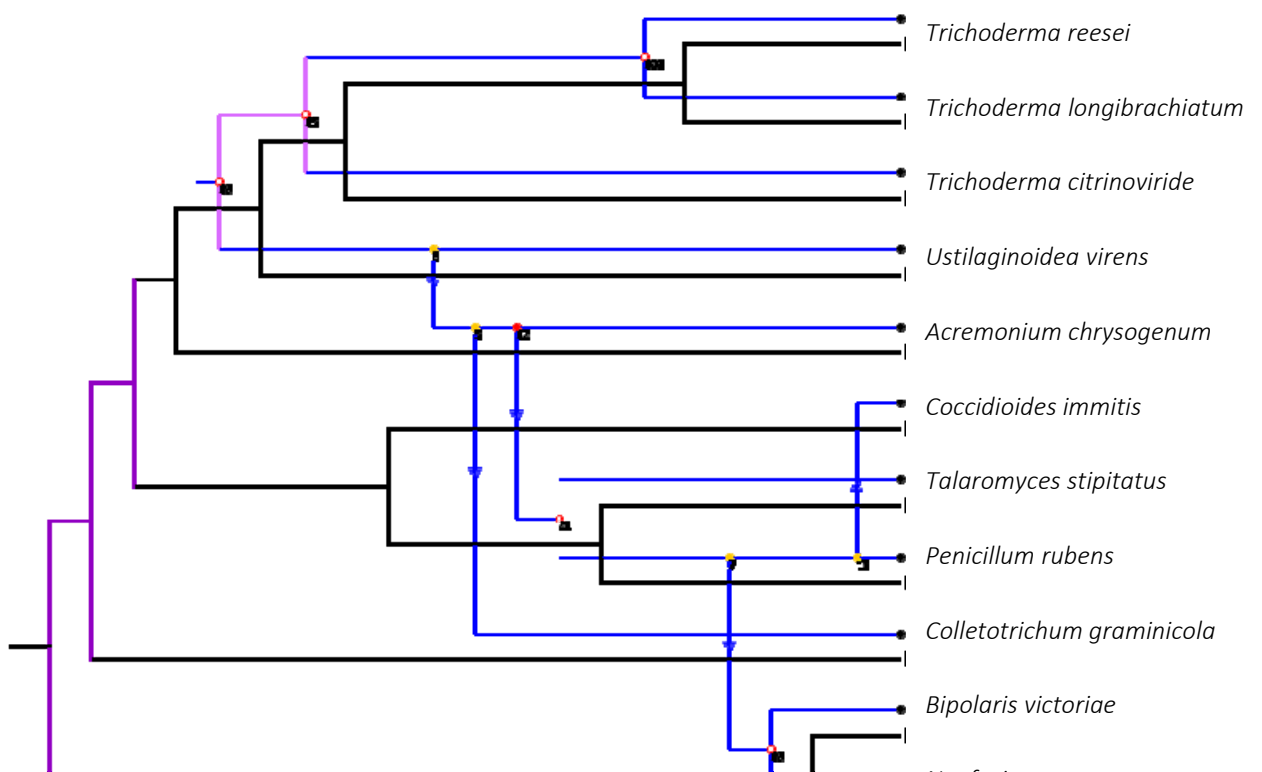 Trichoderma reesei
Trichoderma longibrachiatum
Trichoderma citrinoviride
Ustilaginoidea virens
Acremonium chrysogenum
Coccidioides immitis
Talaromyces stipitatus
Penicillum rubens
Colletotrichum graminicola
Bipolaris victoriae